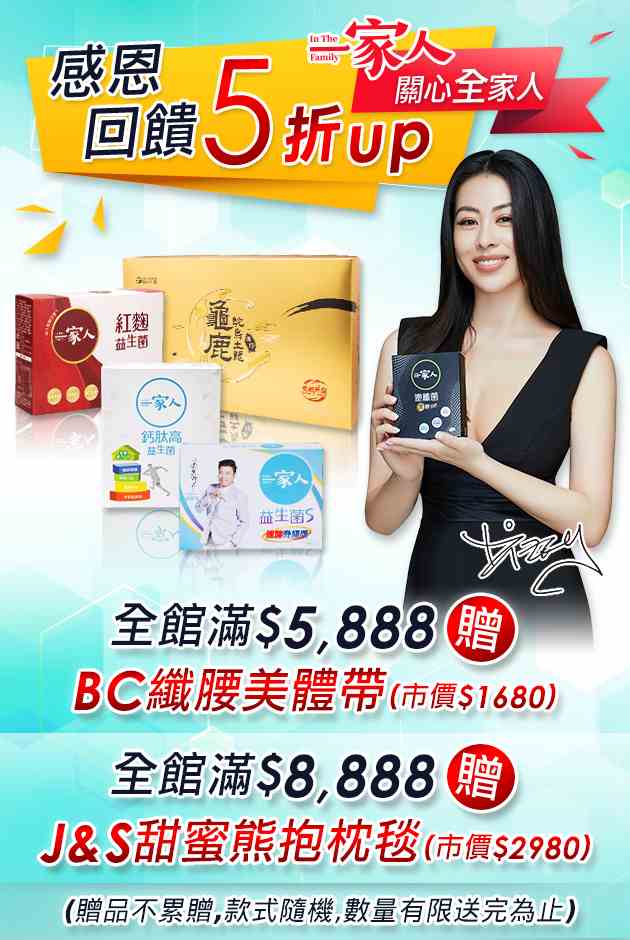 In The
Family
一家人
關心全家人
感恩
回饋5折up
一家人
紅麴
益生菌
龜鹿
一家人
鈣肽高
益生菌
一家人
益生菌S
一家人
全館滿$5,888贈
BC纖腰美體帶(市價$1680)
全館滿$8,888贈
J&S甜蜜熊抱枕毯(市價$2980)
(贈品不累贈,款式隨機,數量有限送完為止)